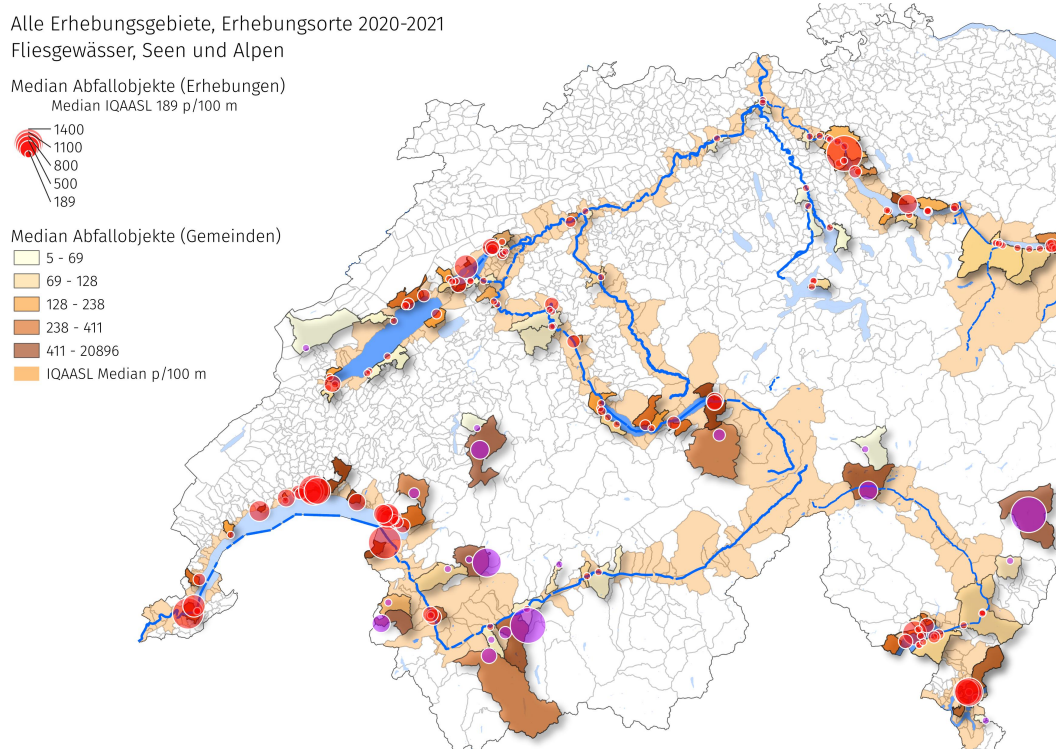 Alle Erhebungsgebiete, Erhebungsorte 2020-2021
Fliesgewässer, Seen und Alpen
Median Abfallobjekte (Erhebungen)
Median IQAASL 189 p/100 m
1400
1100
800
500
189
Median Abfallobjekte (Gemeinden)
5 - 69
69 - 128
128 - 238
238 - 411
411 - 20896
IQAASL Median p/100 m